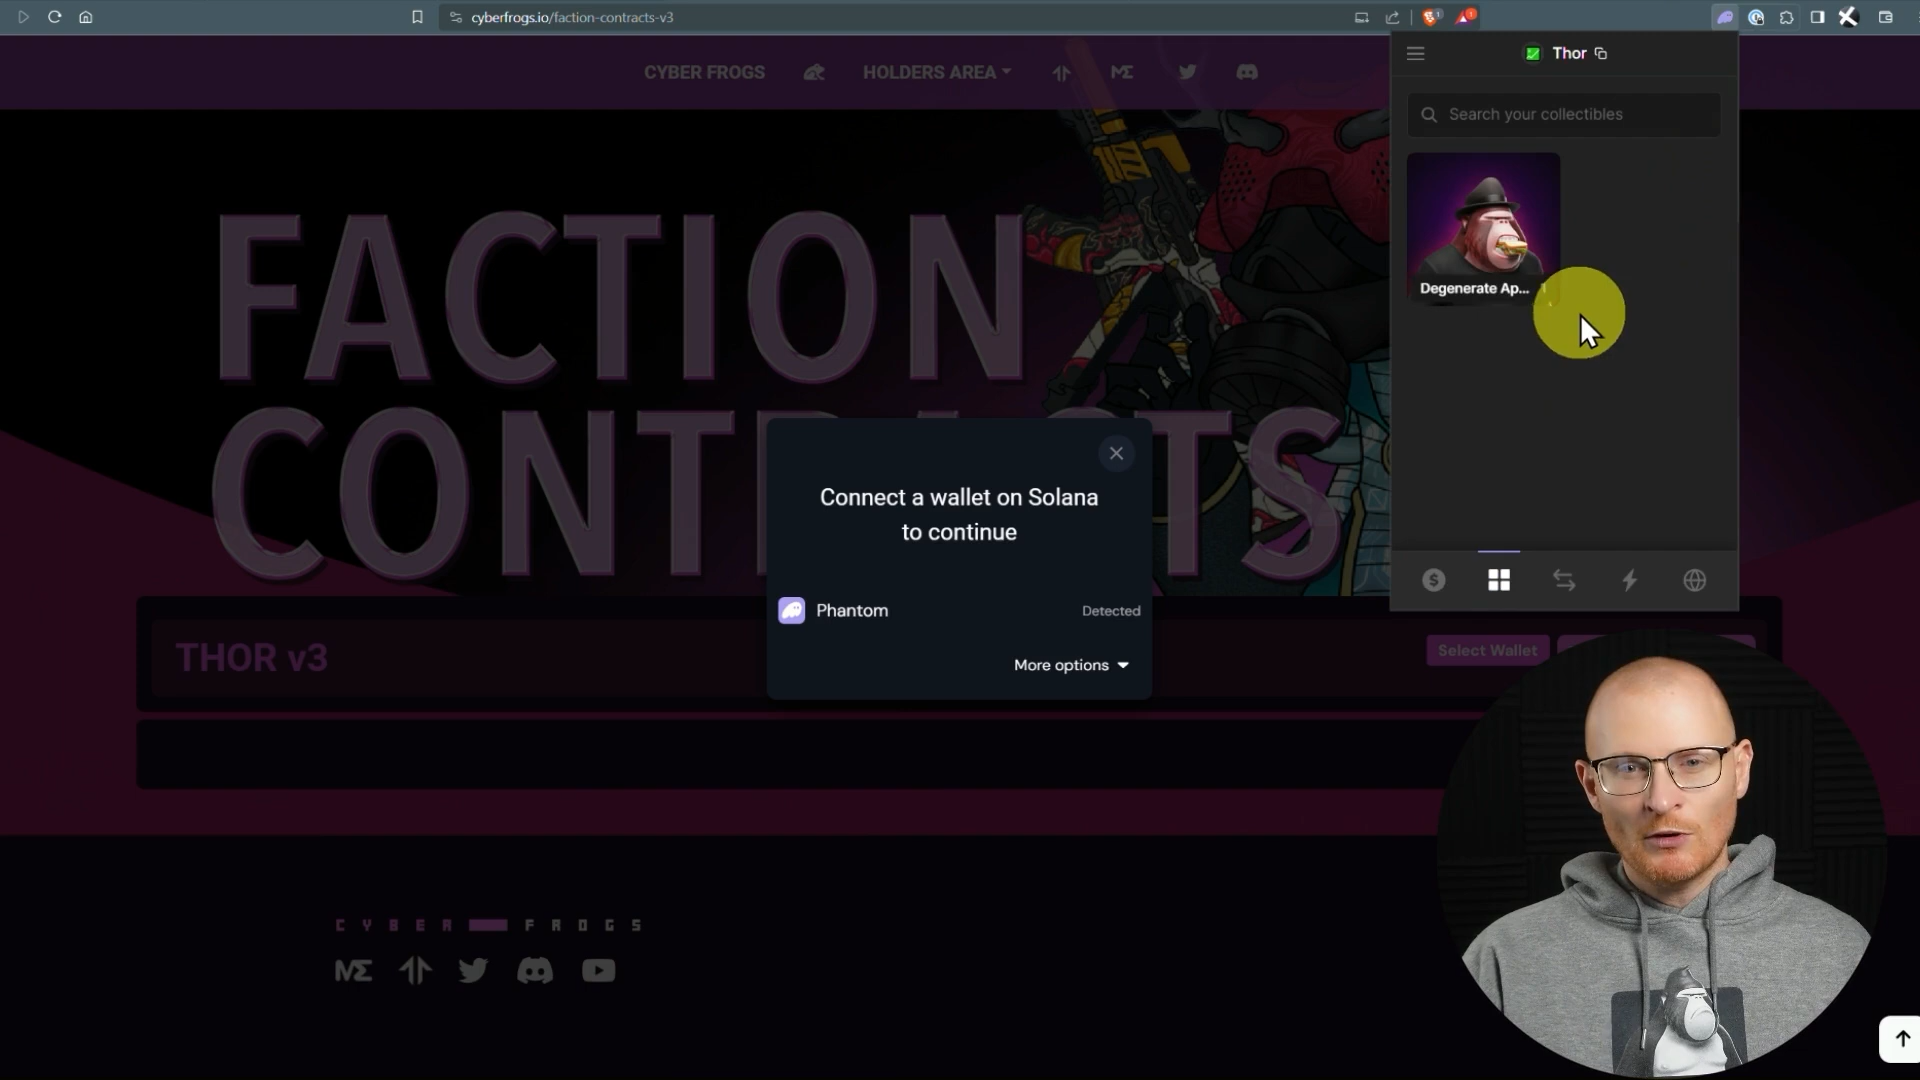 cyberfrogs.io/faction-contracts-v3
CYBER FROGS
HOLDERS AREA
Thor
Search your collectibles
Degenerate Ap...
FACTION
CONTRACTS
Connect a wallet on Solana
to continue
Phantom
Detected
More options
THOR v3
Select Wallet
CYBER FROGS